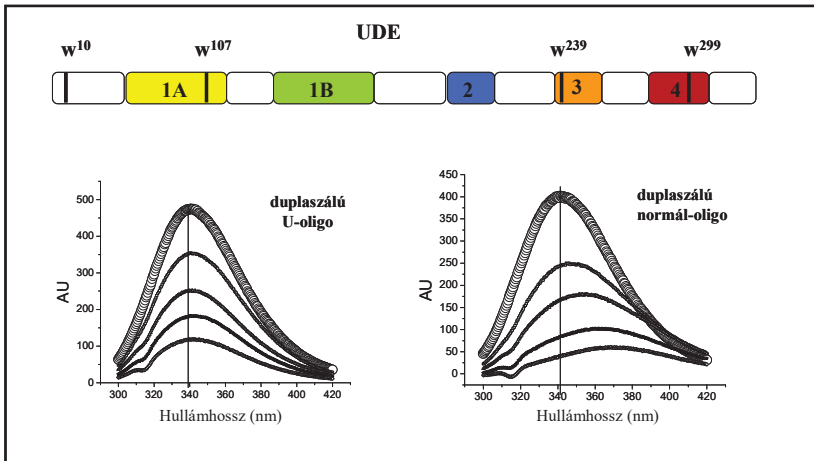 UDE
w¹⁰ w¹⁰⁷ w²³⁹ w²⁹⁹
1A 1B 2 3 4
duplaszálú
U-oligo
500
400
300
200
100
0
AU
300 320 340 360 380 400 420
Hullámhossz (nm)
duplaszálú
normál-oligo
450
400
350
300
250
200
150
100
50
0
AU
300 320 340 360 380 400 420
Hullámhossz (nm)